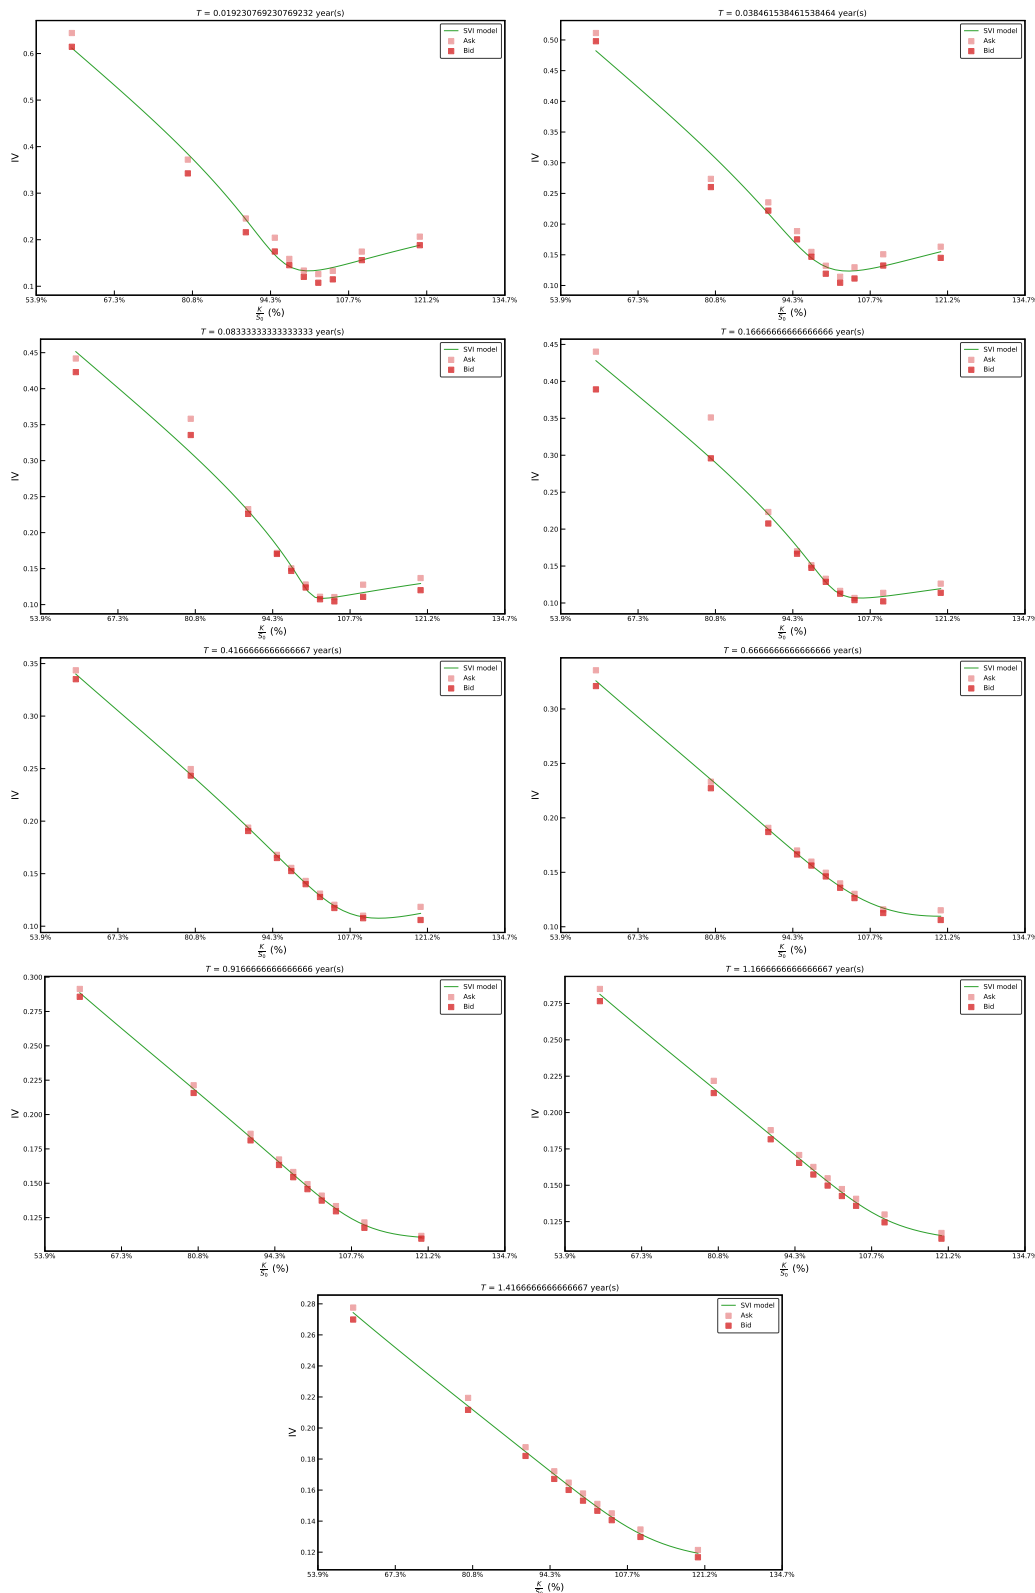 T = 0.019230769230769232 year(s)
SVI model
Ask
Bid
IV
0.6
0.5
0.4
0.3
0.2
0.1
53.9% 67.3% 80.8% 94.3% 107.7% 121.2% 134.7%
K/S₀ (%)
T = 0.038461538461538464 year(s)
SVI model
Ask
Bid
IV
0.50
0.45
0.40
0.35
0.30
0.25
0.20
0.15
0.10
53.9% 67.3% 80.8% 94.3% 107.7% 121.2% 134.7%
K/S₀ (%)
T = 0.08333333333333333 year(s)
SVI model
Ask
Bid
IV
0.45
0.40
0.35
0.30
0.25
0.20
0.15
0.10
53.9% 67.3% 80.8% 94.3% 107.7% 121.2% 134.7%
K/S₀ (%)
T = 0.16666666666666666 year(s)
SVI model
Ask
Bid
IV
0.45
0.40
0.35
0.30
0.25
0.20
0.15
0.10
53.9% 67.3% 80.8% 94.3% 107.7% 121.2% 134.7%
K/S₀ (%)
T = 0.4166666666666667 year(s)
SVI model
Ask
Bid
IV
0.35
0.30
0.25
0.20
0.15
0.10
53.9% 67.3% 80.8% 94.3% 107.7% 121.2% 134.7%
K/S₀ (%)
T = 0.6666666666666666 year(s)
SVI model
Ask
Bid
IV
0.30
0.25
0.20
0.15
0.10
53.9% 67.3% 80.8% 94.3% 107.7% 121.2% 134.7%
K/S₀ (%)
T = 0.9166666666666666 year(s)
SVI model
Ask
Bid
IV
0.300
0.275
0.250
0.225
0.200
0.175
0.150
0.125
53.9% 67.3% 80.8% 94.3% 107.7% 121.2% 134.7%
K/S₀ (%)
T = 1.1666666666666667 year(s)
SVI model
Ask
Bid
IV
0.275
0.250
0.225
0.200
0.175
0.150
0.125
53.9% 67.3% 80.8% 94.3% 107.7% 121.2% 134.7%
K/S₀ (%)
T = 1.4166666666666667 year(s)
SVI model
Ask
Bid
IV
0.28
0.26
0.24
0.22
0.20
0.18
0.16
0.14
0.12
53.9% 67.3% 80.8% 94.3% 107.7% 121.2% 134.7%
K/S₀ (%)